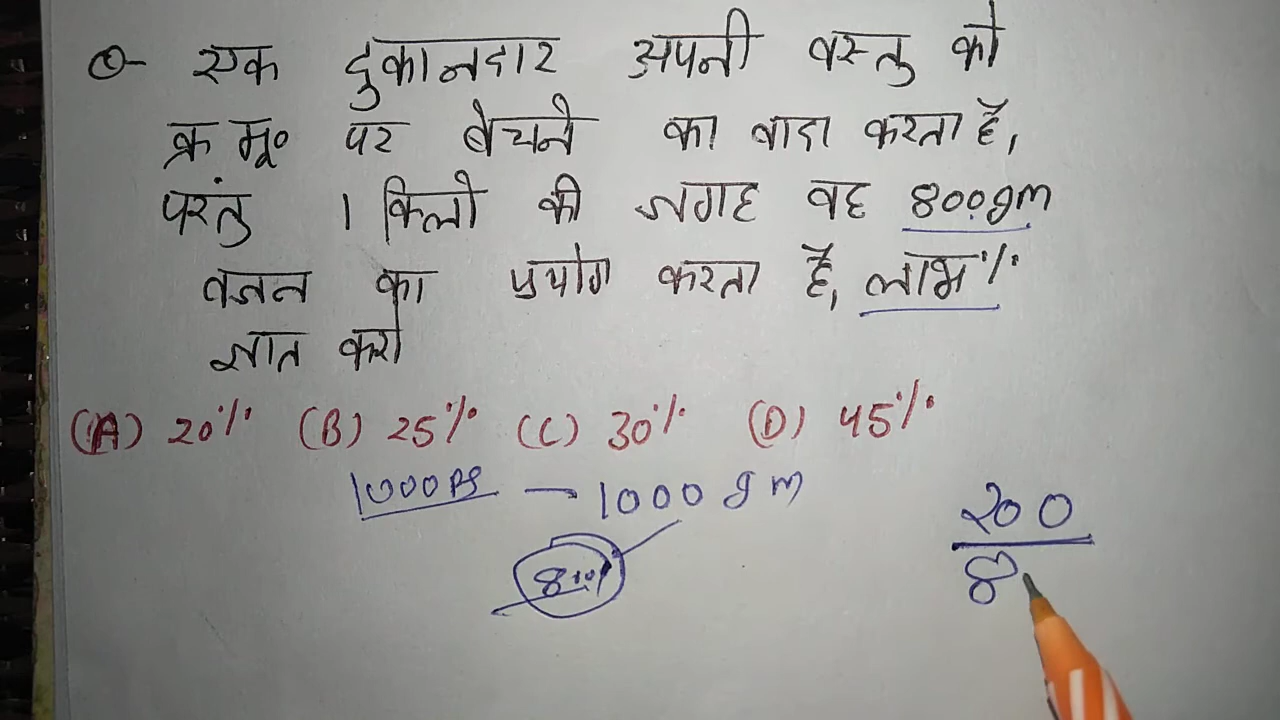 Q- एक दुकानदार अपनी वस्तु को
क्र मू० पर बेचने का वादा करता है,
परंतु 1 किलो की जगह वह 800gm
वजन का प्रयोग करता है, लाभ%
ज्ञात करो
(A) 20% (B) 25% (C) 30% (D) 45%
1000 — 1000 gm
800
200
8